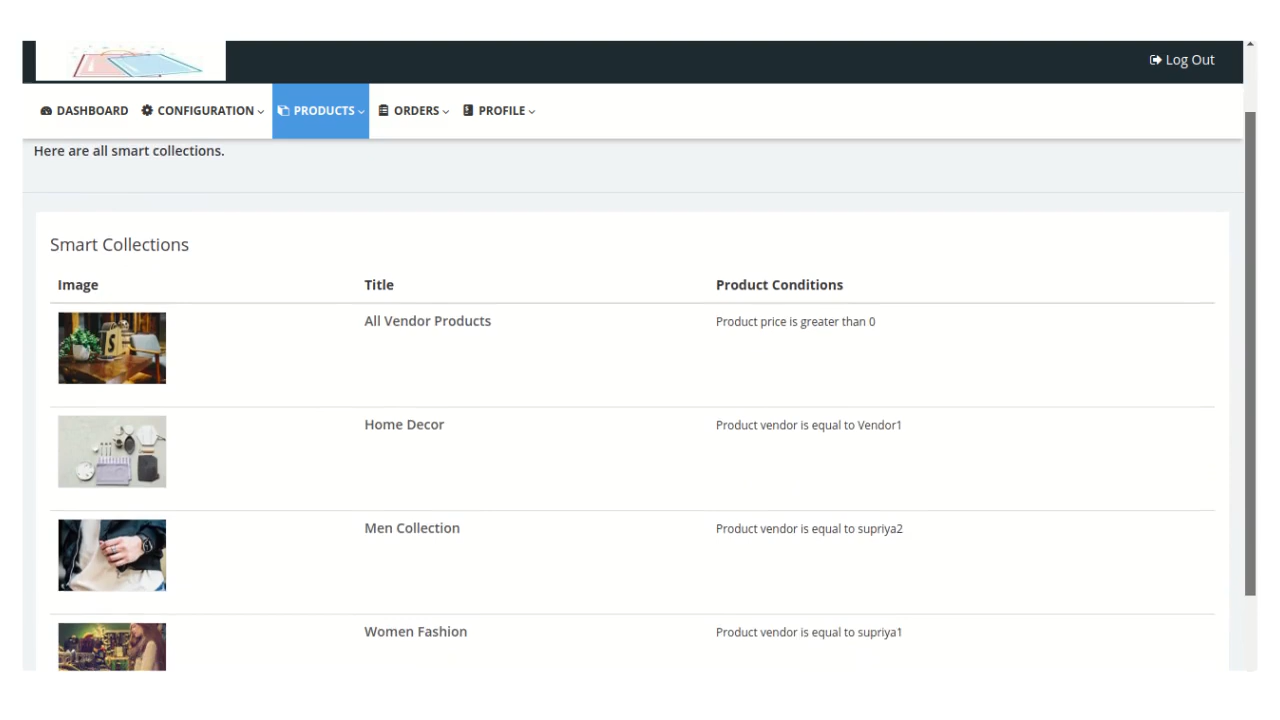 Log Out
DASHBOARD CONFIGURATION PRODUCTS ORDERS PROFILE
Here are all smart collections.
Smart Collections
Image Title Product Conditions
All Vendor Products Product price is greater than 0
S
Home Decor Product vendor is equal to Vendor1
Men Collection Product vendor is equal to supriya2
Women Fashion Product vendor is equal to supriya1